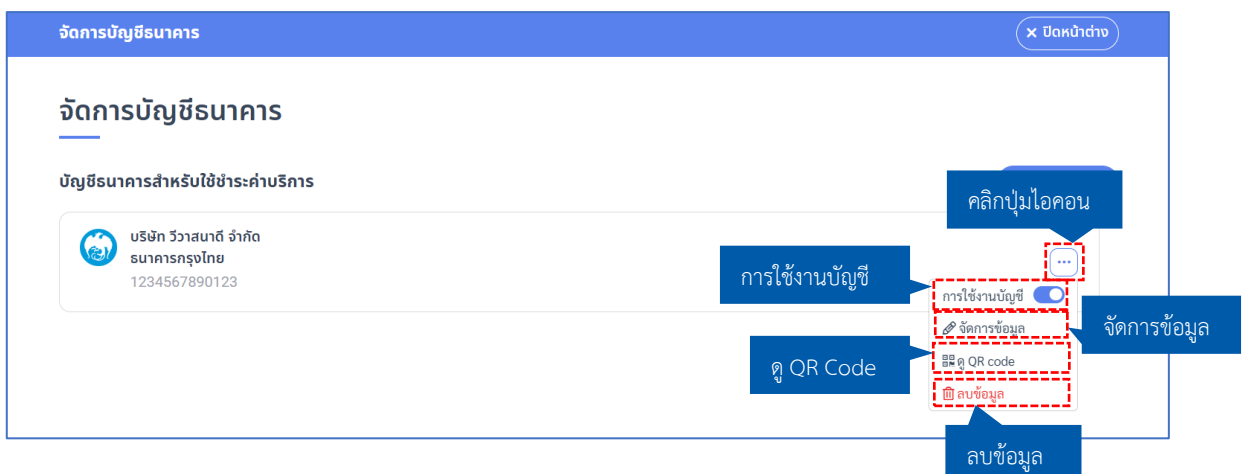 จัดการบัญชีธนาคาร
× ปิดหน้าต่าง
จัดการบัญชีธนาคาร
บัญชีธนาคารสำหรับใช้ชำระค่าบริการ
คลิกปุ่มไอคอน
บริษัท วีวาสนาดี จำกัด
ธนาคารกรุงไทย
1234567890123
การใช้งานบัญชี
การใช้งานบัญชี
จัดการข้อมูล
จัดการข้อมูล
ดู QR Code
ดู QR code
ลบข้อมูล
ลบข้อมูล